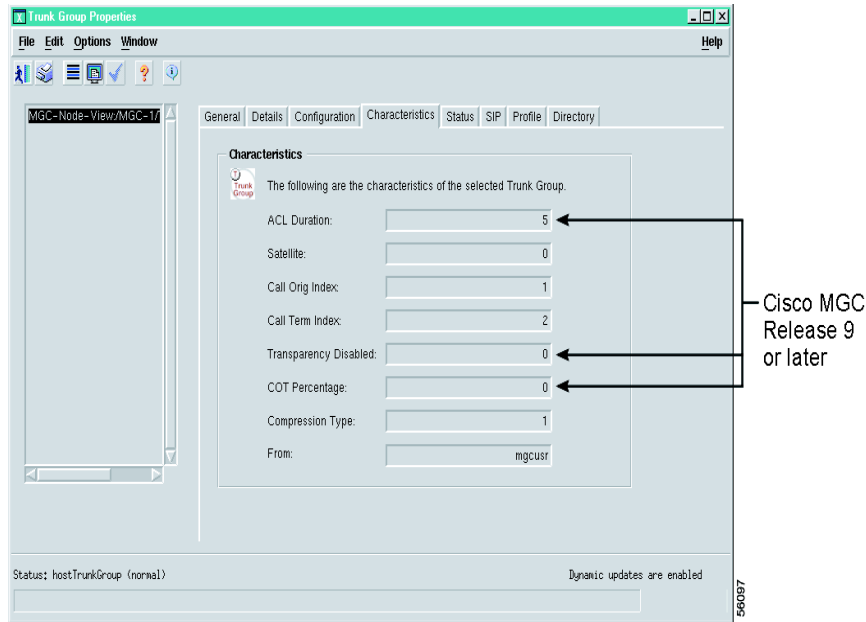 Trunk Group Properties
File Edit Options Window Help
MGC-Node-View:/MGC-1/
General Details Configuration Characteristics Status SIP Profile Directory
Characteristics
Trunk Group
The following are the characteristics of the selected Trunk Group.
ACL Duration: 5
Satellite: 0
Call Orig Index: 1
Call Term Index: 2
Transparency Disabled: 0
COT Percentage: 0
Compression Type: 1
From: mgcusr
Cisco MGC
Release 9
or later
Status: hostTrunkGroup (normal) Dynamic updates are enabled
56097